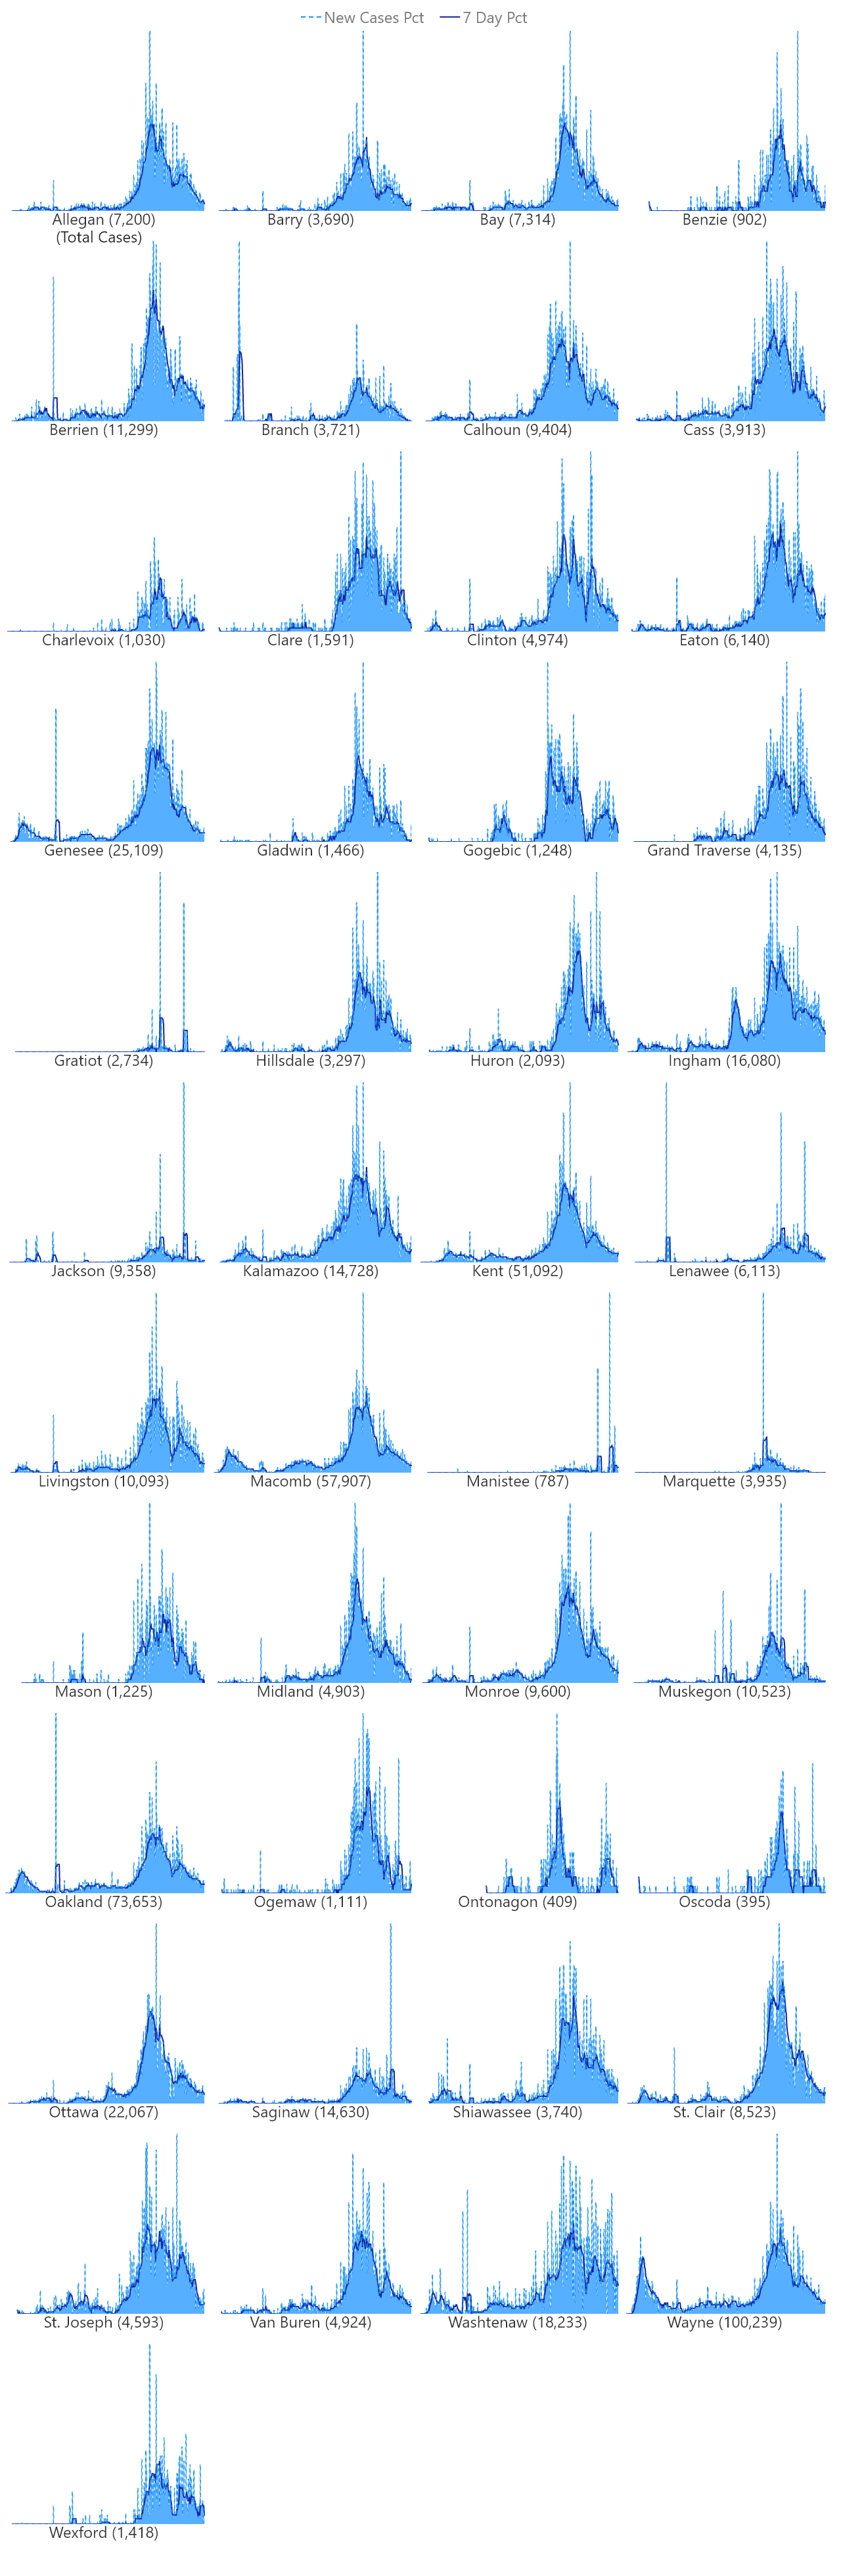 New Cases Pct 7 Day Pct
Allegan (7,200) Barry (3,690) Bay (7,314) Benzie (902)
(Total Cases)
Berrien (11,299) Branch (3,721) Calhoun (9,404) Cass (3,913)
Charlevoix (1,030) Clare (1,591) Clinton (4,974) Eaton (6,140)
Genesee (25,109) Gladwin (1,466) Gogebic (1,248) Grand Traverse (4,135)
Gratiot (2,734) Hillsdale (3,297) Huron (2,093) Ingham (16,080)
Jackson (9,358) Kalamazoo (14,728) Kent (51,092) Lenawee (6,113)
Livingston (10,093) Macomb (57,907) Manistee (787) Marquette (3,935)
Mason (1,225) Midland (4,903) Monroe (9,600) Muskegon (10,523)
Oakland (73,653) Ogemaw (1,111) Ontonagon (409) Oscoda (395)
Ottawa (22,067) Saginaw (14,630) Shiawassee (3,740) St. Clair (8,523)
St. Joseph (4,593) Van Buren (4,924) Washtenaw (18,233) Wayne (100,239)
Wexford (1,418)